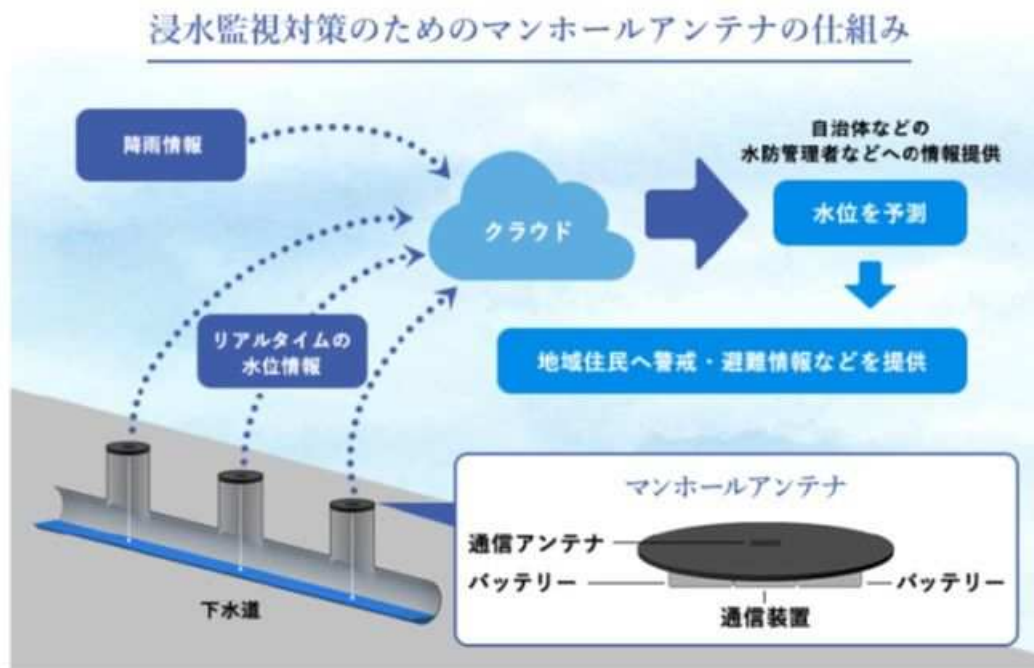 浸水監視対策のためのマンホールアンテナの仕組み
降雨情報
自治体などの
水防管理者などへの情報提供
クラウド
水位を予測
リアルタイムの
水位情報
地域住民へ警戒・避難情報などを提供
マンホールアンテナ
通信アンテナ
バッテリー
バッテリー
通信装置
下水道